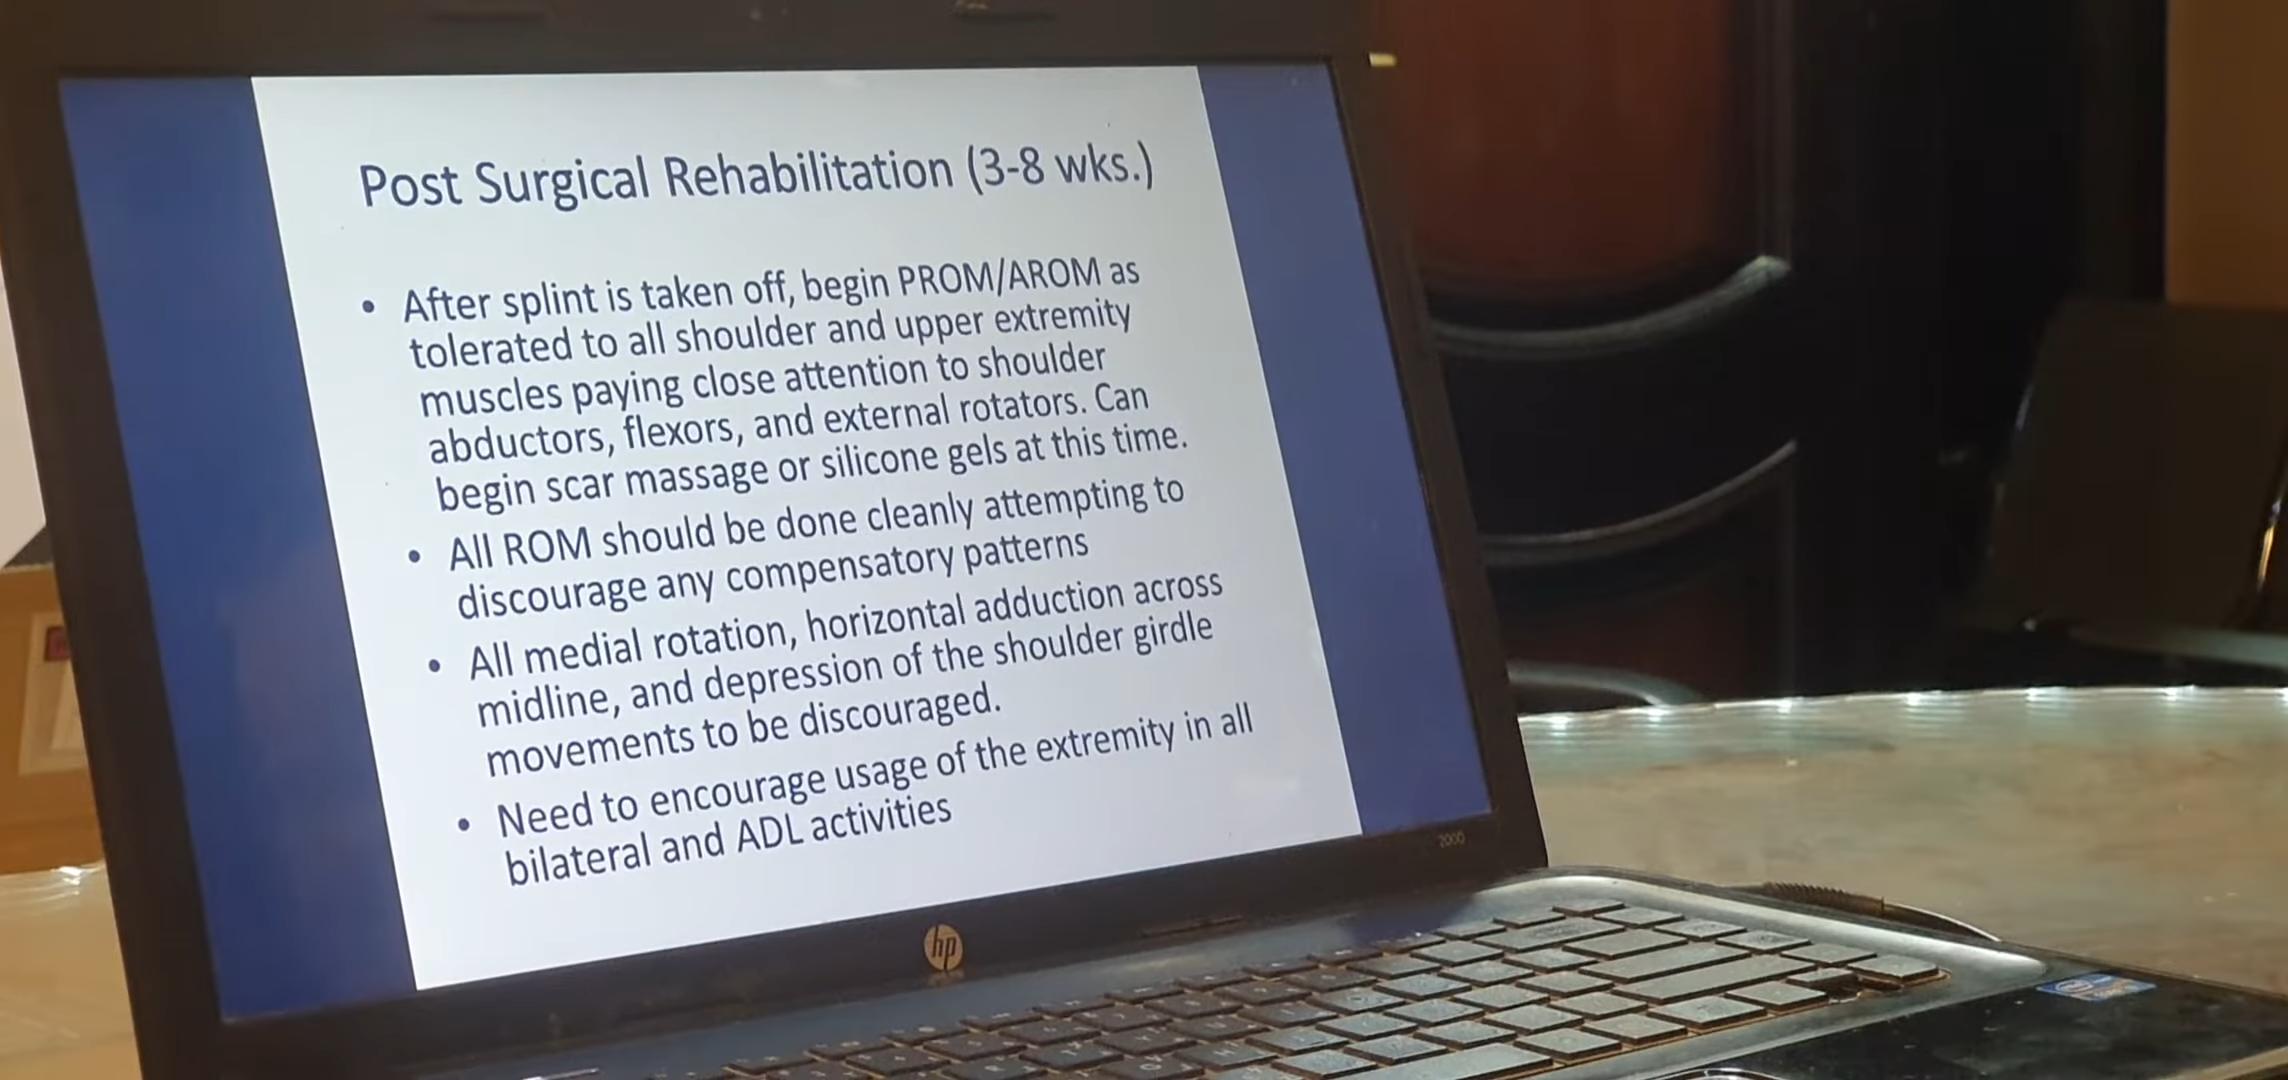 Post Surgical Rehabilitation (3-8 wks.)
• After splint is taken off, begin PROM/AROM as
tolerated to all shoulder and upper extremity
muscles paying close attention to shoulder
abductors, flexors, and external rotators. Can
begin scar massage or silicone gels at this time.
• All ROM should be done cleanly attempting to
discourage any compensatory patterns
• All medial rotation, horizontal adduction across
midline, and depression of the shoulder girdle
movements to be discouraged.
• Need to encourage usage of the extremity in all
bilateral and ADL activities
2000
hp